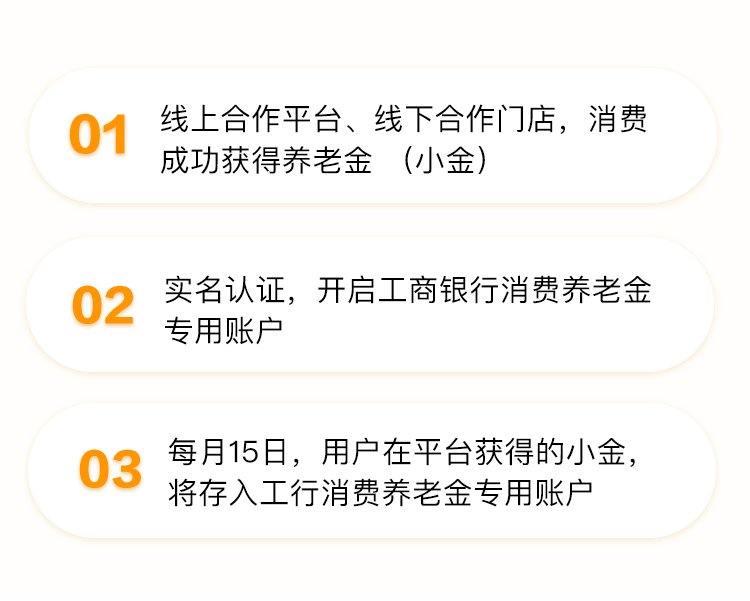 01
线上合作平台、线下合作门店，消费
成功获得养老金 （小金）
02
实名认证，开启工商银行消费养老金
专用账户
03
每月15日，用户在平台获得的小金，
将存入工行消费养老金专用账户